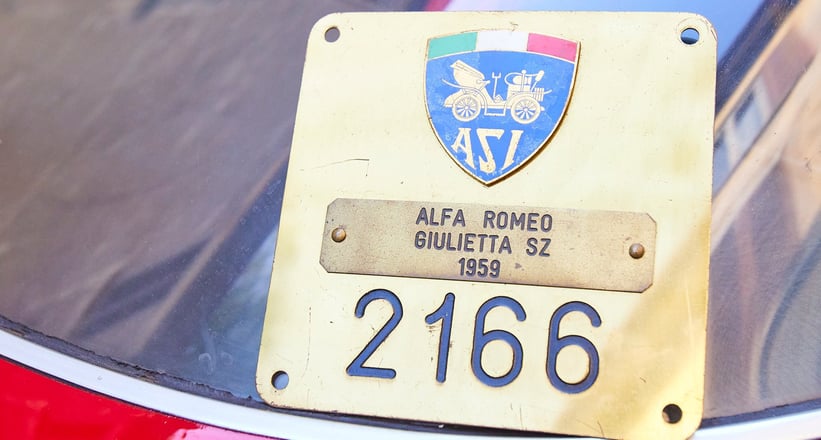 ASI
ALFA ROMEO
GIULIETTA SZ
1959
2166